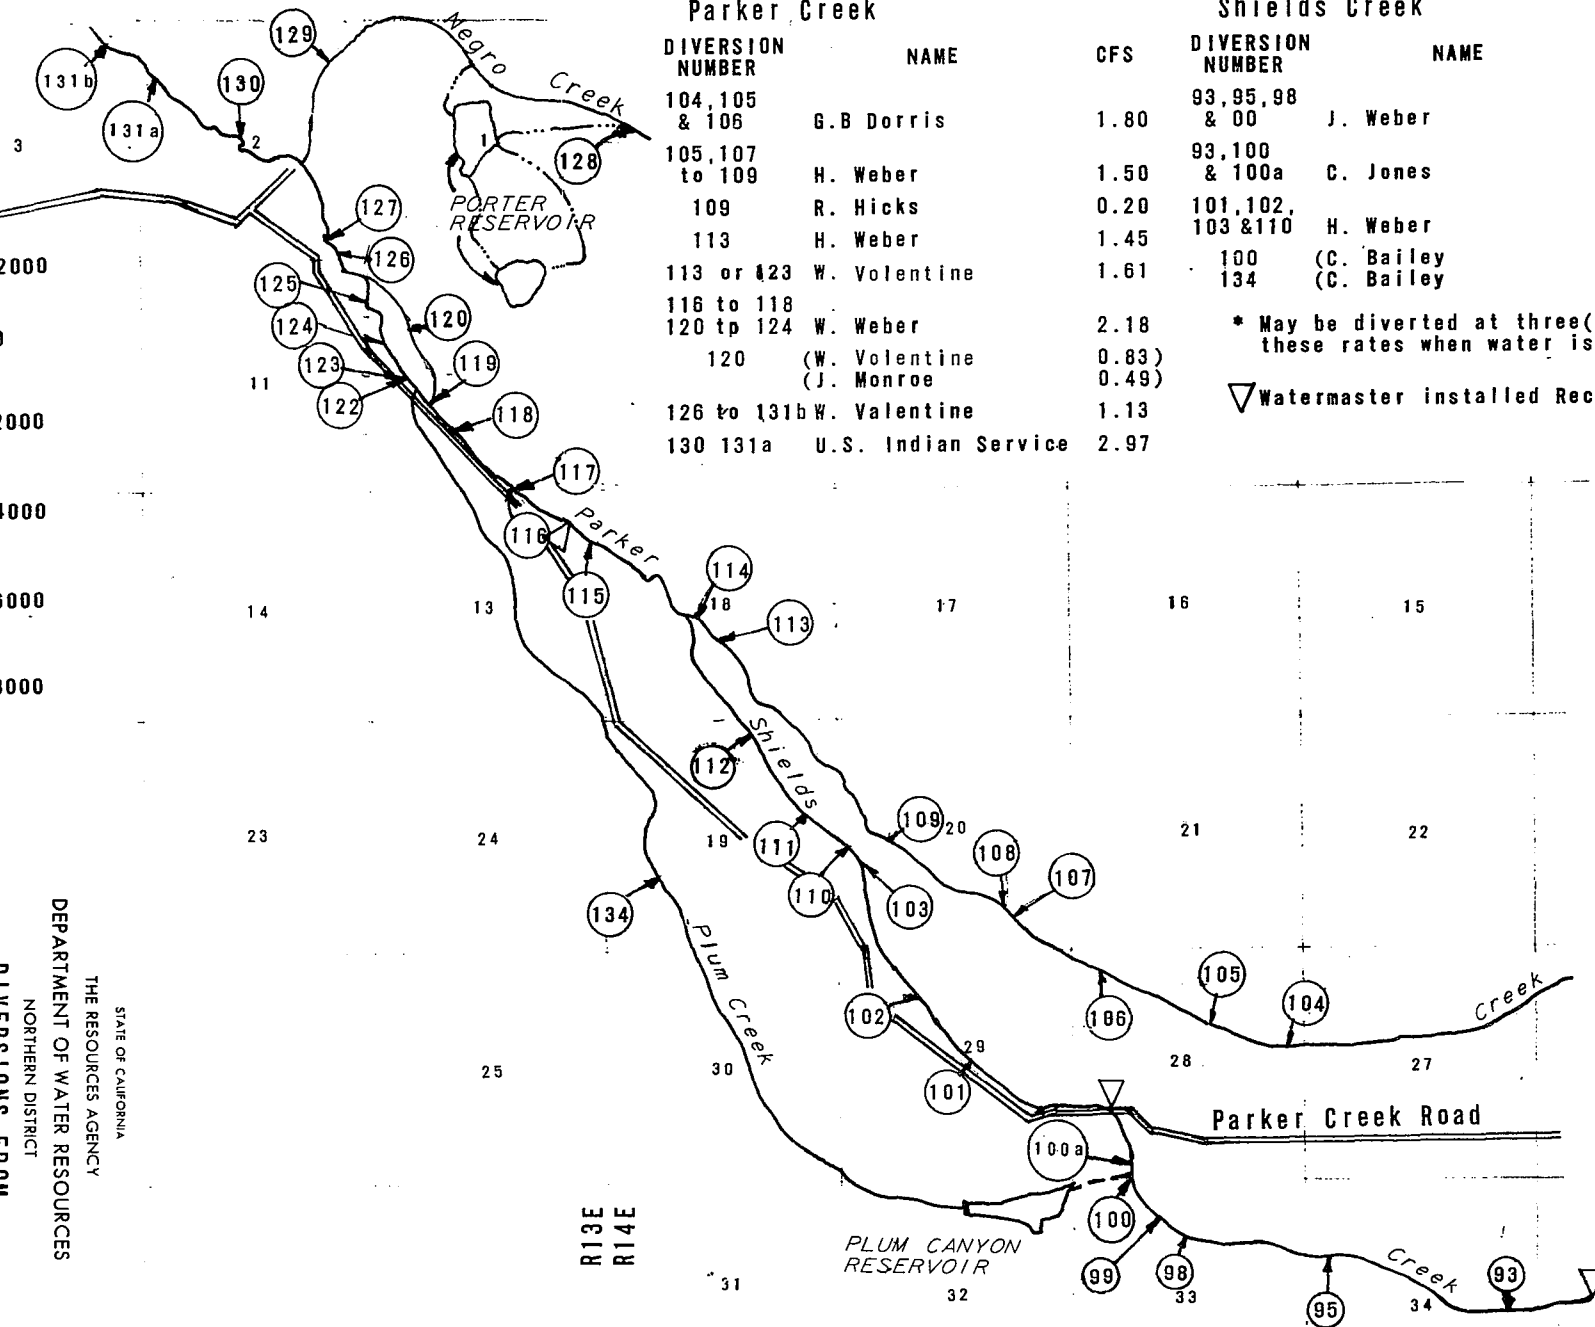 Parker Creek
DIVERSION NUMBER NAME CFS
104,105
& 106 G.B Dorris 1.80
105,107
to 109 H. Weber 1.50
109 R. Hicks 0.20
113 H. Weber 1.45
113 or 123 W. Volentine 1.61
116 to 118
120 tp 124 W. Weber 2.18
120 (W. Volentine 0.83)
(J. Monroe 0.49)
126 to 131b W. Valentine 1.13
130 131a U.S. Indian Service 2.97
Shields Creek
DIVERSION NUMBER NAME
93,95,98
& 00 J. Weber
93,100
& 100a C. Jones
101,102,
103 &110 H. Weber
100 (C. Bailey
134 (C. Bailey
* May be diverted at three(
these rates when water is
Watermaster installed Rec
Negro Creek
129
131b
130
131a
2
3
1
128
PORTER
RESERVOIR
127
126
125
120
124
119
123
11
122
118
117
116
Parker
115
114
18
113
14
13
17
16
15
Shields
112
109
20
21
22
111
19
108
107
23
24
110
103
134
Plum Creek
105
104
Creek
102
106
29
28
27
25
30
101
Parker Creek Road
100a
100
PLUM CANYON
RESERVOIR
99
98
33
95
Creek
93
34
31
32
R13E
R14E
2000
2000
4000
6000
8000
STATE OF CALIFORNIA
THE RESOURCES AGENCY
DEPARTMENT OF WATER RESOURCES
NORTHERN DISTRICT
DIVERSIONS FROM